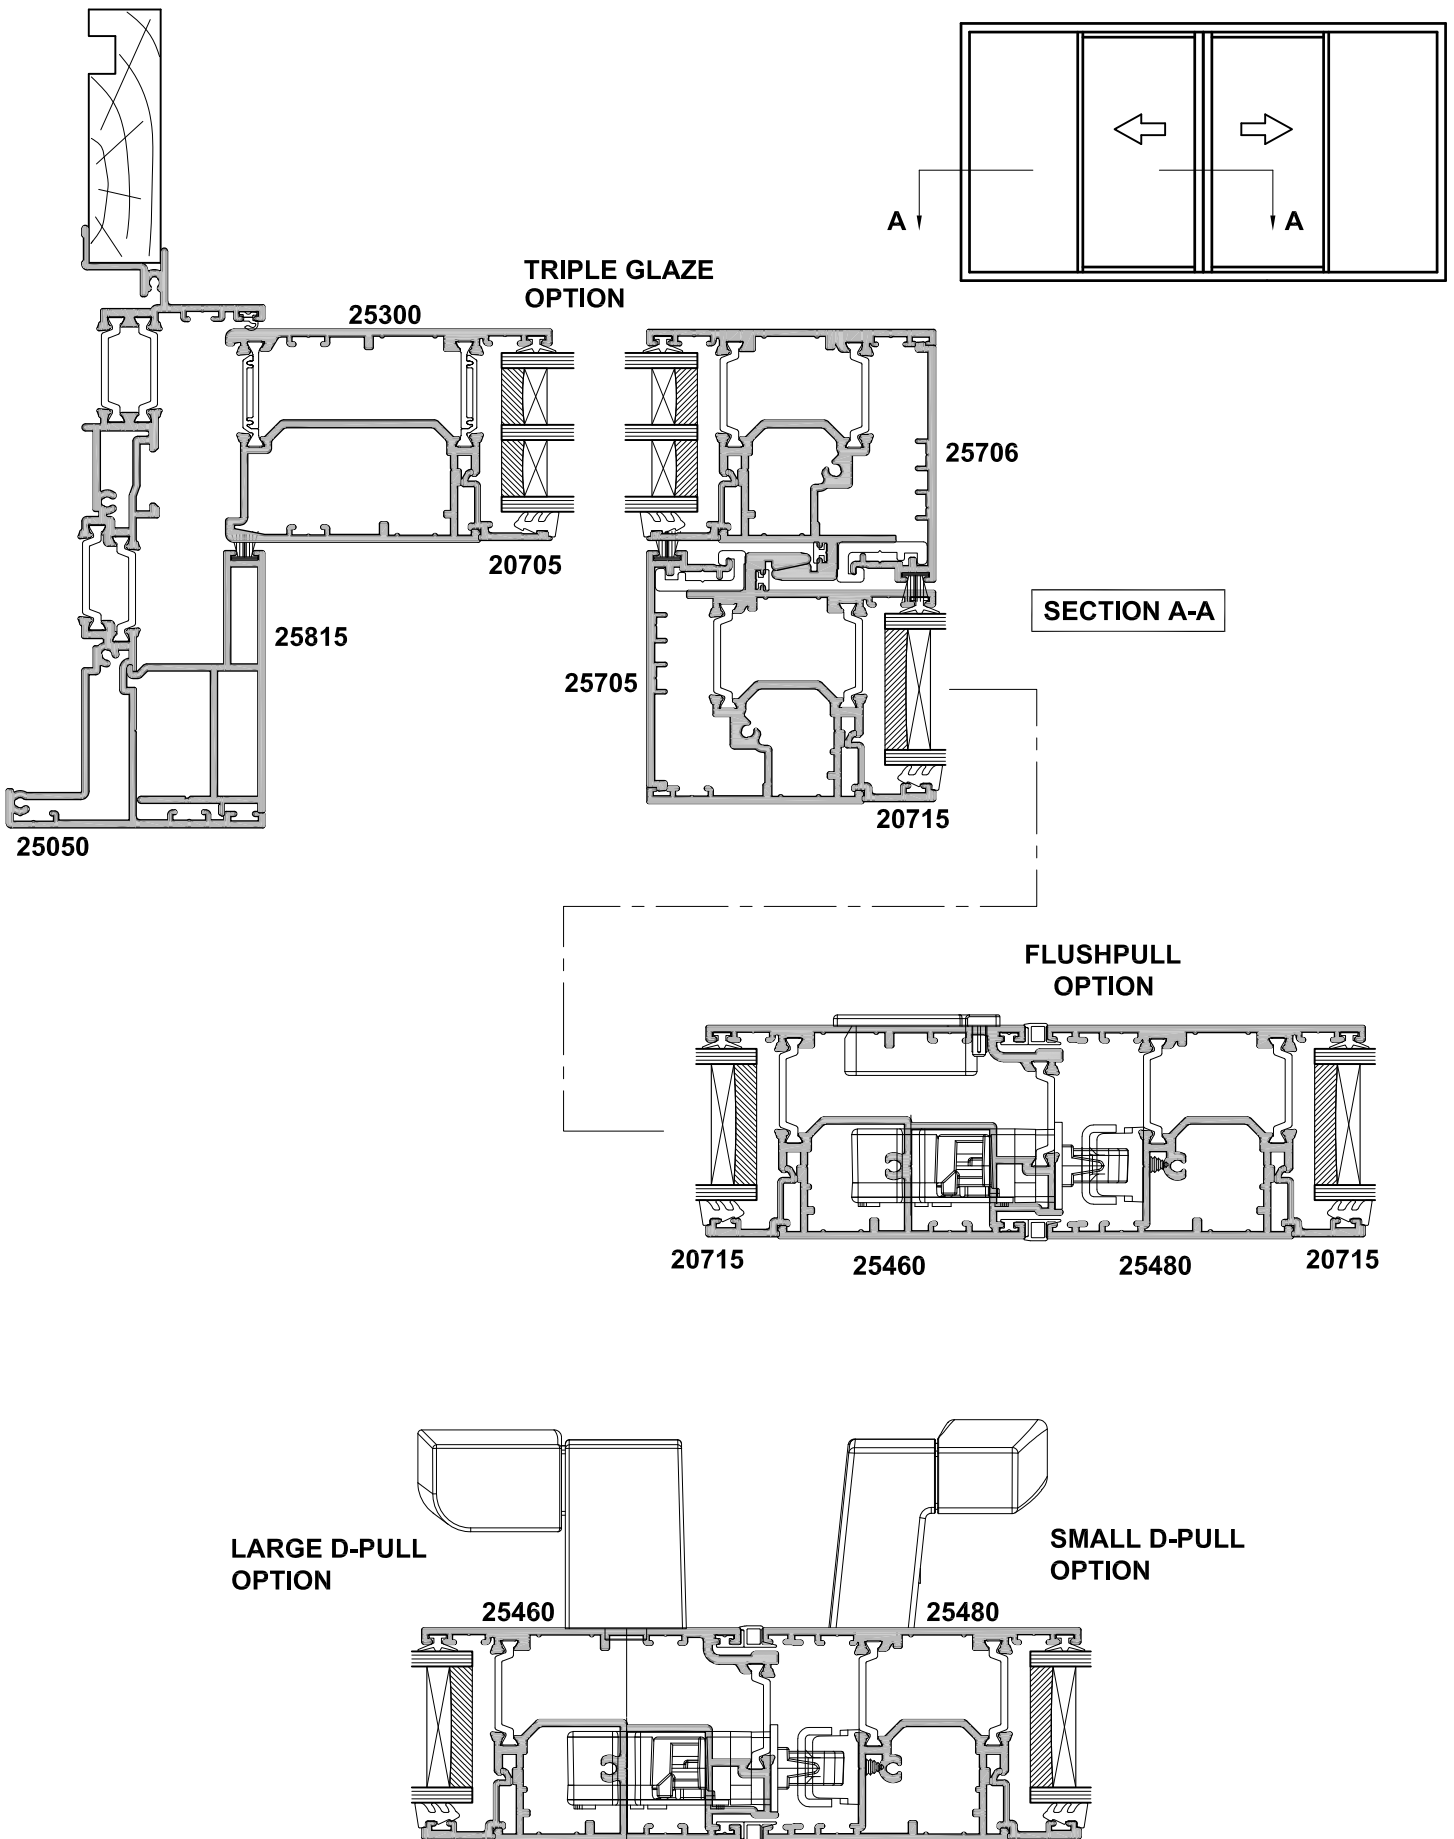 A
A
TRIPLE GLAZE
OPTION
25300
25706
20705
SECTION A-A
25815
25705
20715
25050
FLUSHPULL
OPTION
20715
25460
25480
20715
LARGE D-PULL
OPTION
SMALL D-PULL
OPTION
25460
25480